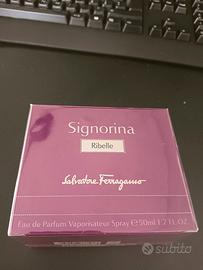 Signorina
Ribelle
Salvatore Ferragamo
Eau de Parfum Vaporisateur Spray ℮ 50ml 1.7 FL.OZ.
subito